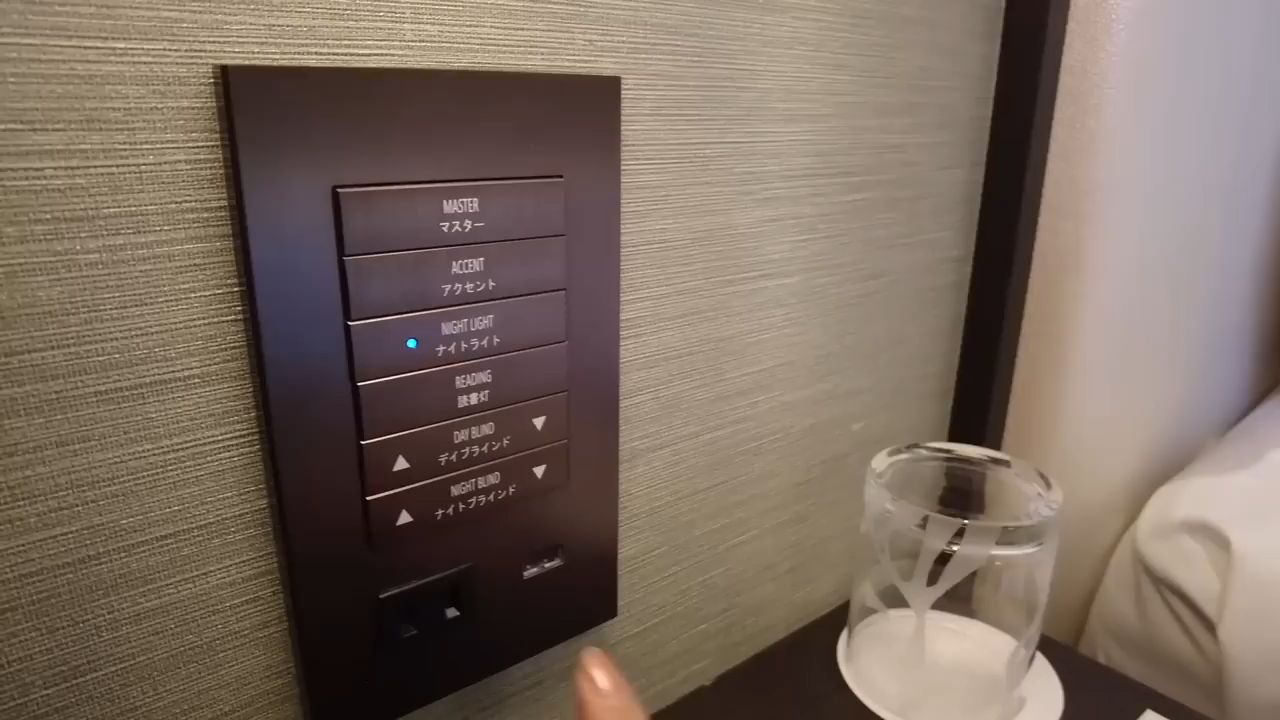 MASTER
マスター
ACCENT
アクセント
NIGHT LIGHT
ナイトライト
READING
読書灯
DAY BLIND
デイブラインド
NIGHT BLIND
ナイトブラインド